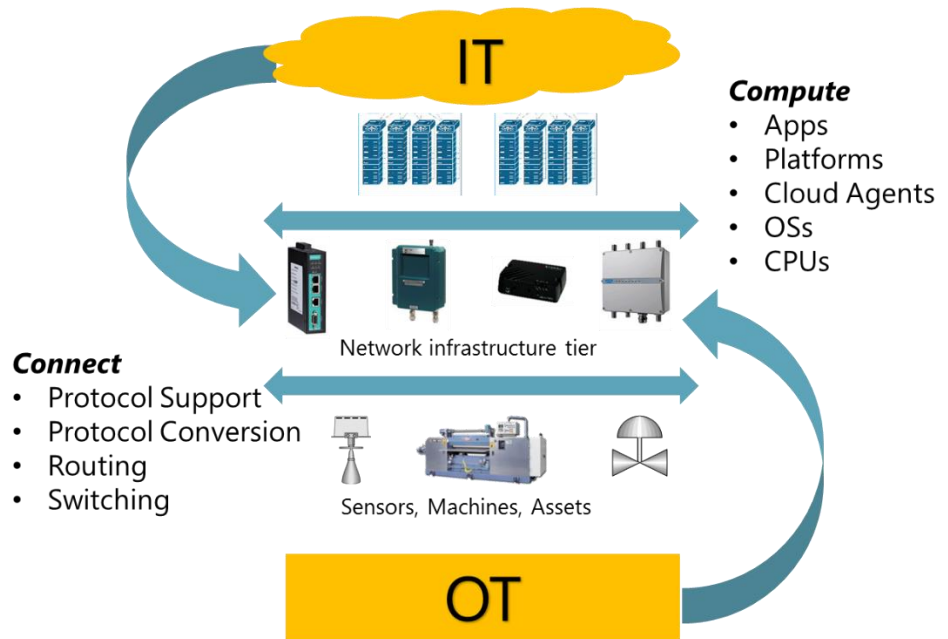 IT
Compute
• Apps
• Platforms
• Cloud Agents
• OSs
• CPUs
Network infrastructure tier
Connect
• Protocol Support
• Protocol Conversion
• Routing
• Switching
Sensors, Machines, Assets
OT